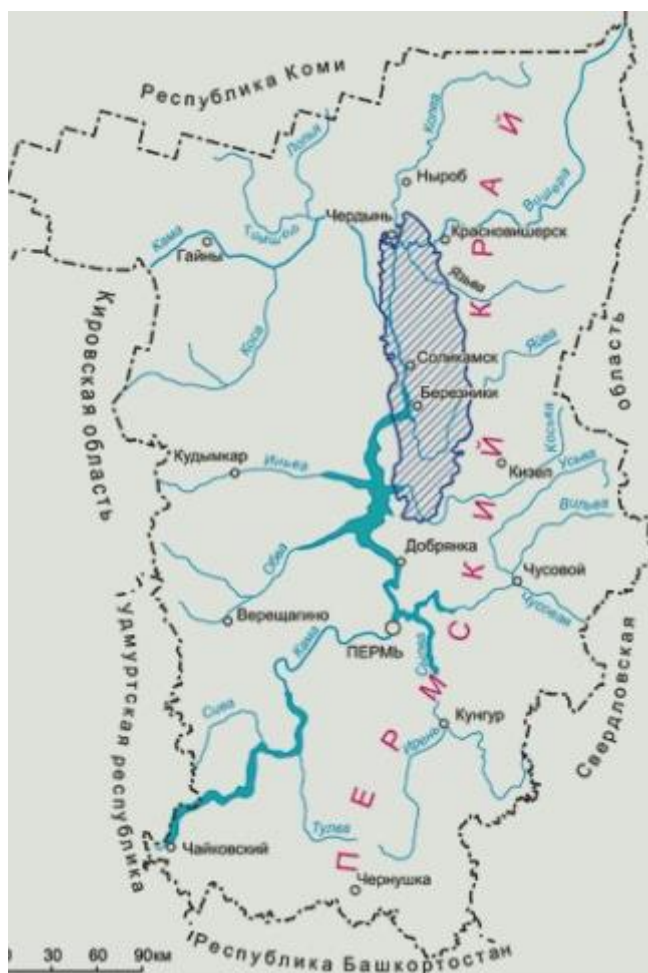 Республика Коми
Колва
Лопья
Ныроб
Вишера
Чердынь
Тимшер
Красновишерск
Кама
Гайны
Язьва
Кировская область
Коса
область
Соликамск
Яйва
Березники
Косьва
Кудымкар
Иньва
Кизел
Усьва
Вильва
Добрянка
Обва
Чусовой
Чусовая
Верещагино
ПЕРМЬ
Кама
Сылва
Удмуртская республика
Свердловская
Сива
Кунгур
Ирень
ПЕРМСКИЙ КРАЙ
Тулва
Чайковский
Чернушка
Республика Башкортостан
0 30 60 90км